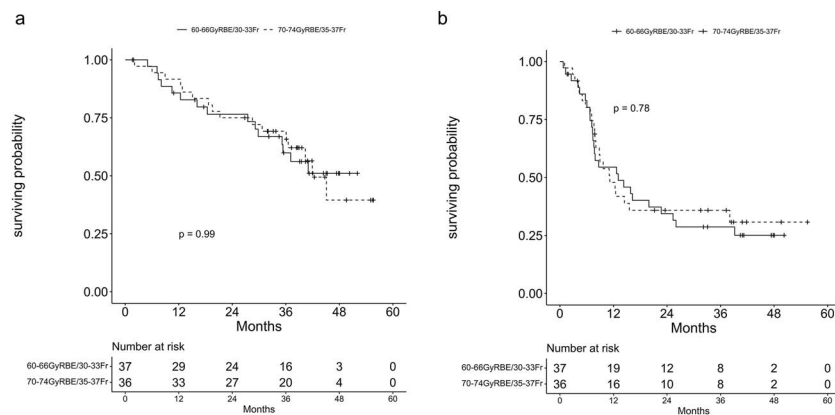 a
60-66GyRBE/30-33Fr 70-74GyRBE/35-37Fr
1.00
0.75
0.50
0.25
0.00
surviving probability
p = 0.99
0 12 24 36 48 60
Months
Number at risk
60-66GyRBE/30-33Fr 37 29 24 16 3 0
70-74GyRBE/35-37Fr 36 33 27 20 4 0
0 12 24 36 48 60
Months
b
60-66GyRBE/30-33Fr 70-74GyRBE/35-37Fr
1.00
0.75
0.50
0.25
0.00
surviving probability
p = 0.78
0 12 24 36 48 60
Months
Number at risk
60-66GyRBE/30-33Fr 37 19 12 8 2 0
70-74GyRBE/35-37Fr 36 16 10 8 2 0
0 12 24 36 48 60
Months